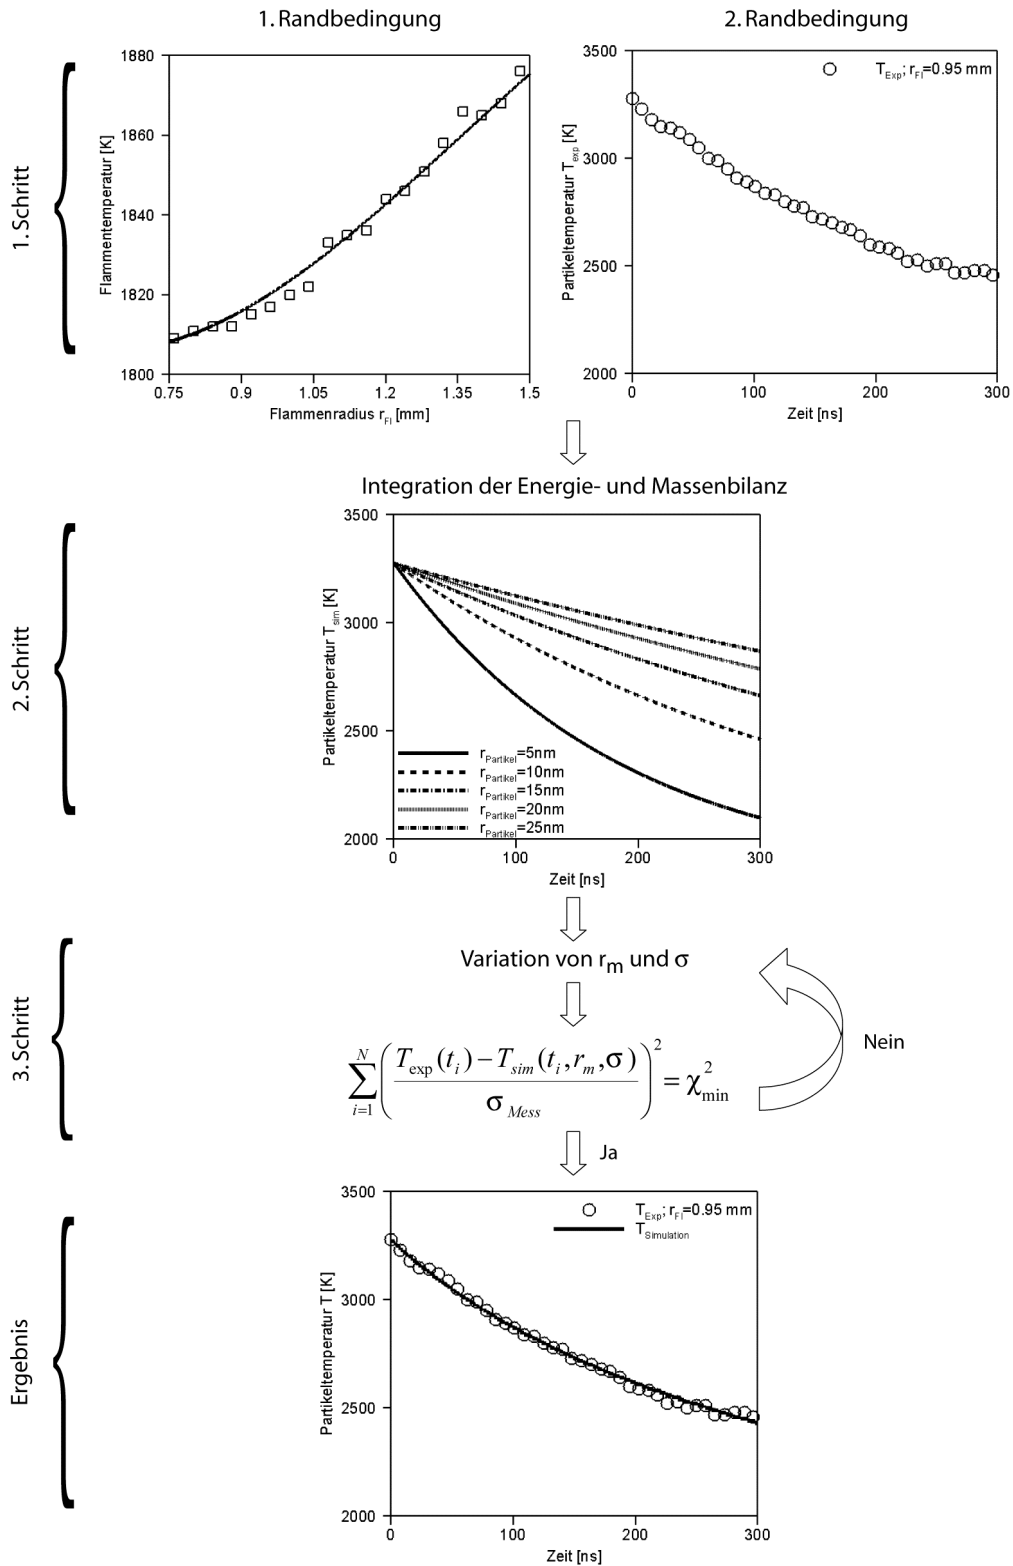 1. Randbedingung
2. Randbedingung
1. Schritt
Flammentemperatur [K]
1880
1860
1840
1820
1800
0.75 0.9 1.05 1.2 1.35 1.5
Flammenradius r_Fl [mm]
Partikeltemperatur T_exp [K]
3500
3000
2500
2000
T_Exp; r_Fl=0.95 mm
0 100 200 300
Zeit [ns]
2. Schritt
Integration der Energie- und Massenbilanz
Partikeltemperatur T_sim [K]
3500
3000
2500
2000
r_Partikel=5nm
r_Partikel=10nm
r_Partikel=15nm
r_Partikel=20nm
r_Partikel=25nm
0 100 200 300
Zeit [ns]
3. Schritt
Variation von r_m und σ
Nein
∑_{i=1}^{N} ( (T_exp(t_i) − T_sim(t_i, r_m, σ)) / σ_Mess )² = χ²_min
Ja
Ergebnis
Partikeltemperatur T [K]
3500
3000
2500
2000
T_Exp; r_Fl=0.95 mm
T_Simulation
0 100 200 300
Zeit [ns]